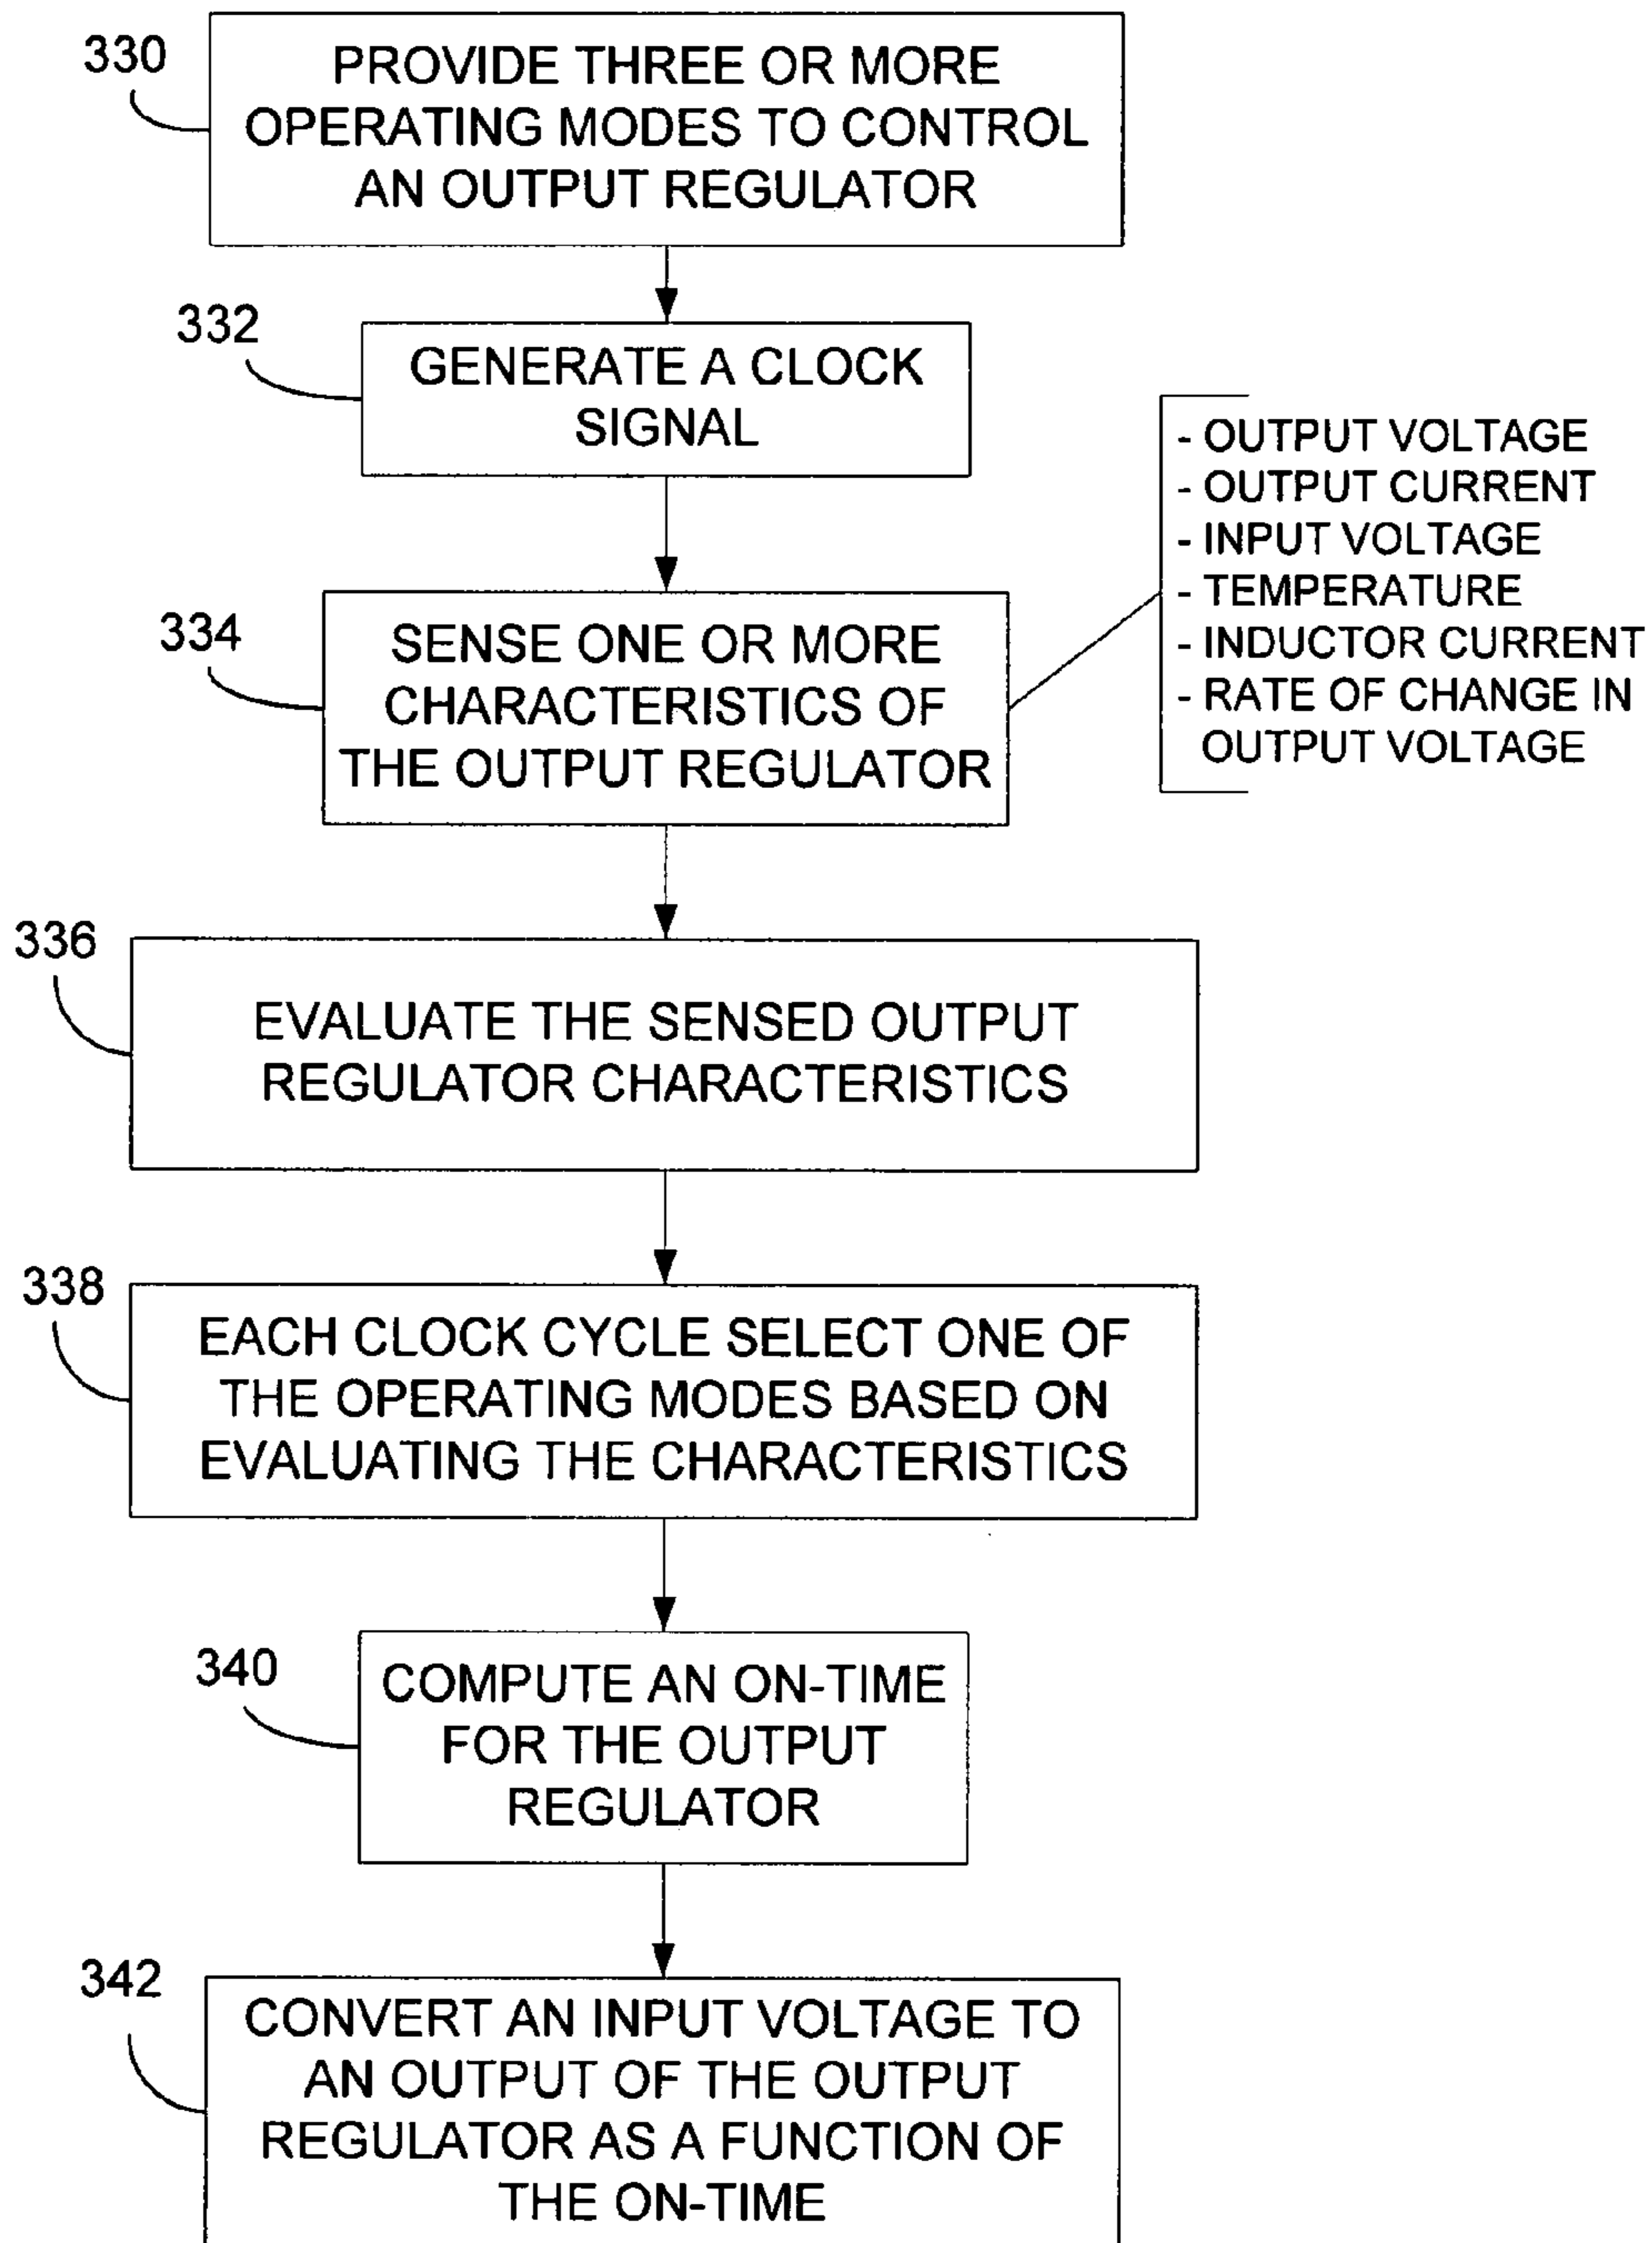 330
PROVIDE THREE OR MORE
OPERATING MODES TO CONTROL
AN OUTPUT REGULATOR
332
GENERATE A CLOCK
SIGNAL
334
SENSE ONE OR MORE
CHARACTERISTICS OF
THE OUTPUT REGULATOR
- OUTPUT VOLTAGE
- OUTPUT CURRENT
- INPUT VOLTAGE
- TEMPERATURE
- INDUCTOR CURRENT
- RATE OF CHANGE IN
OUTPUT VOLTAGE
336
EVALUATE THE SENSED OUTPUT
REGULATOR CHARACTERISTICS
338
EACH CLOCK CYCLE SELECT ONE OF
THE OPERATING MODES BASED ON
EVALUATING THE CHARACTERISTICS
340
COMPUTE AN ON-TIME
FOR THE OUTPUT
REGULATOR
342
CONVERT AN INPUT VOLTAGE TO
AN OUTPUT OF THE OUTPUT
REGULATOR AS A FUNCTION OF
THE ON-TIME